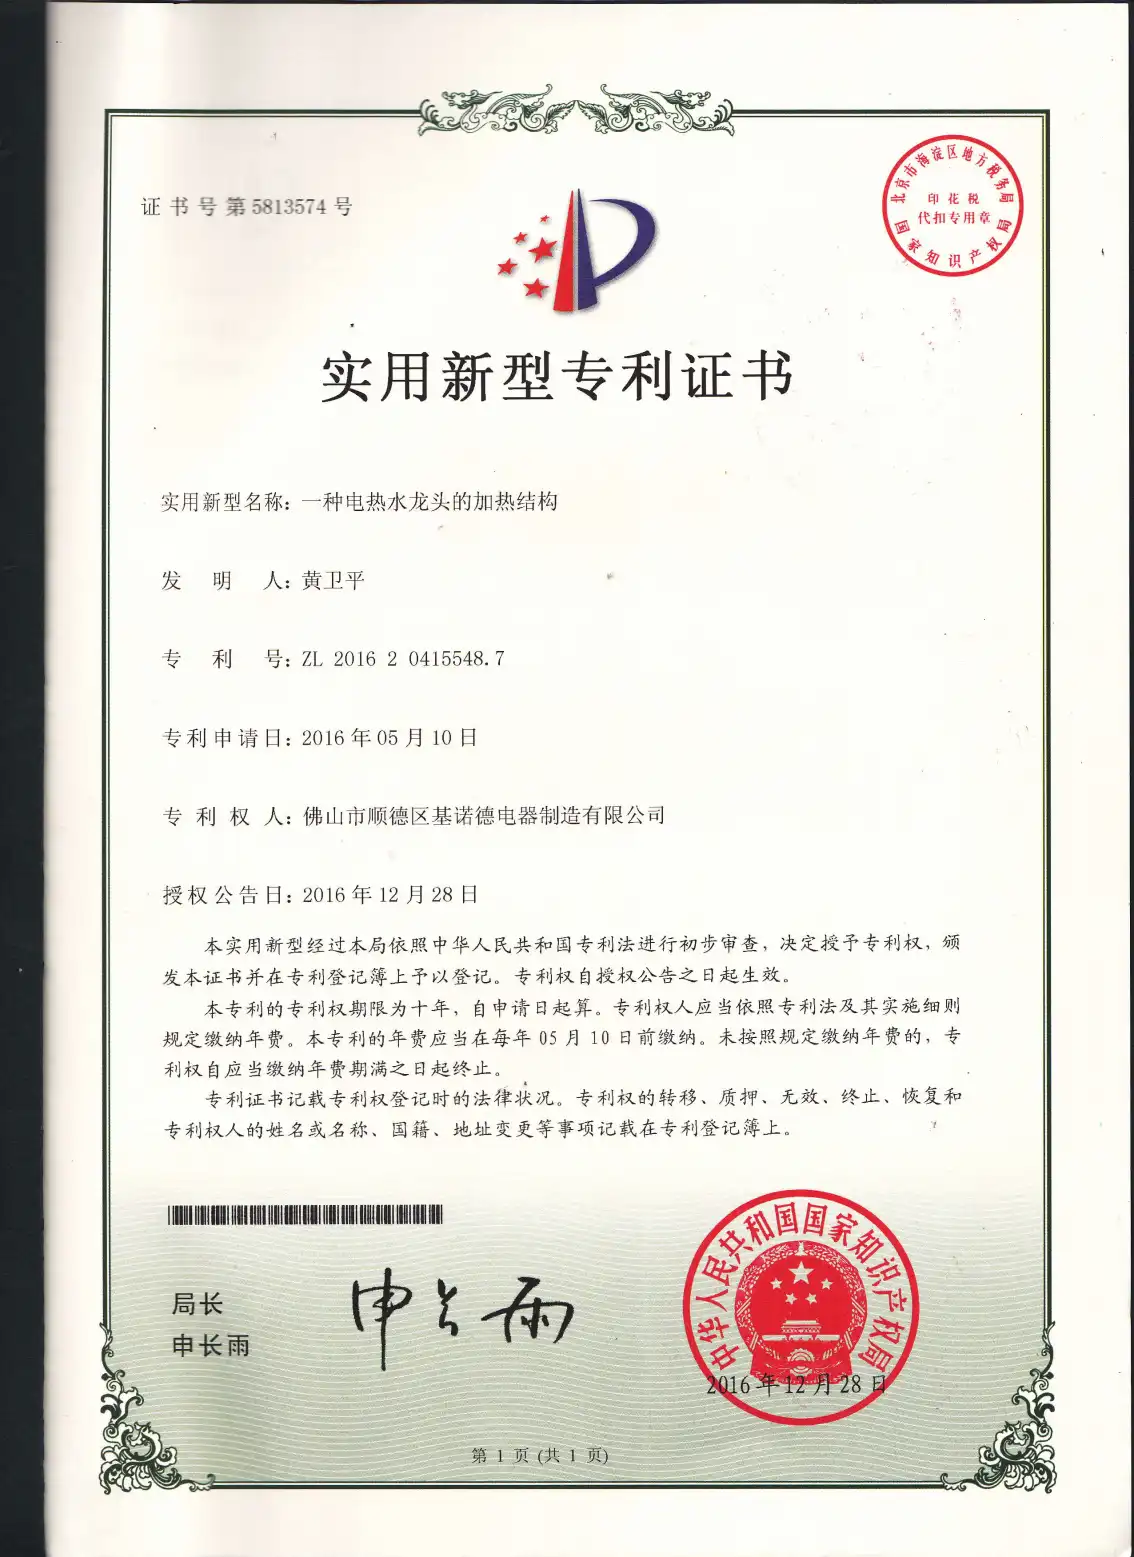 证书号第5813574号
北京市海淀区地方税务局
印花税
代扣专用章
国家知识产权局
实用新型专利证书
实用新型名称：一种电热水龙头的加热结构
发明人：黄卫平
专利号：ZL 2016 2 0415548.7
专利申请日：2016年05月10日
专利权人：佛山市顺德区基诺德电器制造有限公司
授权公告日：2016年12月28日
本实用新型经过本局依照中华人民共和国专利法进行初步审查，决定授予专利权，颁
发本证书并在专利登记簿上予以登记。专利权自授权公告之日起生效。
本专利的专利权期限为十年，自申请日起算。专利权人应当依照专利法及其实施细则
规定缴纳年费。本专利的年费应当在每年05月10日前缴纳。未按照规定缴纳年费的，专
利权自应当缴纳年费期满之日起终止。
专利证书记载专利权登记时的法律状况。专利权的转移、质押、无效、终止、恢复和
专利权人的姓名或名称、国籍、地址变更等事项记载在专利登记簿上。
局长
申长雨
申长雨
中华人民共和国国家知识产权局
2016年12月28日
第 1 页 (共 1 页)